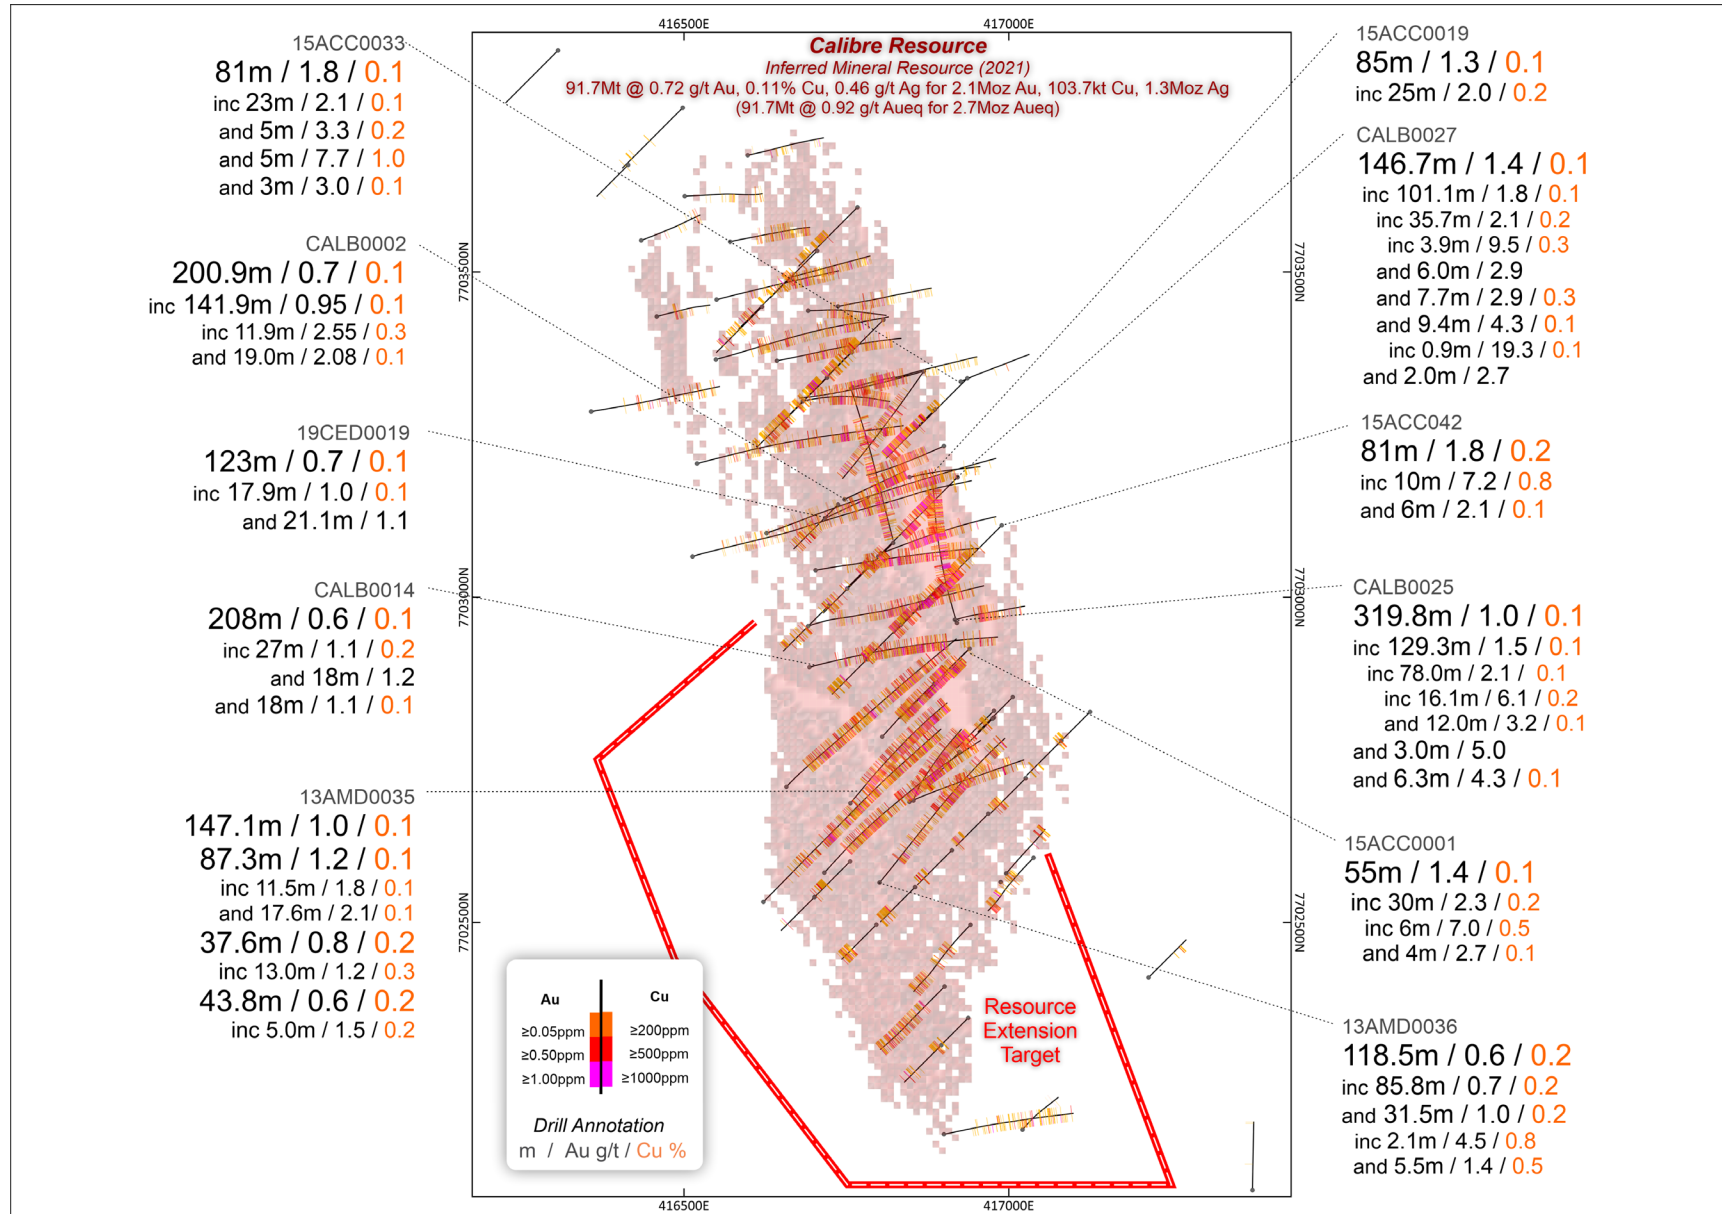 416500E
417000E
Calibre Resource
Inferred Mineral Resource (2021)
91.7Mt @ 0.72 g/t Au, 0.11% Cu, 0.46 g/t Ag for 2.1Moz Au, 103.7kt Cu, 1.3Moz Ag
(91.7Mt @ 0.92 g/t Aueq for 2.7Moz Aueq)
15ACC0033
81m / 1.8 / 0.1
inc 23m / 2.1 / 0.1
and 5m / 3.3 / 0.2
and 5m / 7.7 / 1.0
and 3m / 3.0 / 0.1
CALB0002
200.9m / 0.7 / 0.1
inc 141.9m / 0.95 / 0.1
inc 11.9m / 2.55 / 0.3
and 19.0m / 2.08 / 0.1
19CED0019
123m / 0.7 / 0.1
inc 17.9m / 1.0 / 0.1
and 21.1m / 1.1
CALB0014
208m / 0.6 / 0.1
inc 27m / 1.1 / 0.2
and 18m / 1.2
and 18m / 1.1 / 0.1
13AMD0035
147.1m / 1.0 / 0.1
87.3m / 1.2 / 0.1
inc 11.5m / 1.8 / 0.1
and 17.6m / 2.1/ 0.1
37.6m / 0.8 / 0.2
inc 13.0m / 1.2 / 0.3
43.8m / 0.6 / 0.2
inc 5.0m / 1.5 / 0.2
7703500N
7703000N
7702500N
7703500N
7703000N
7702500N
15ACC0019
85m / 1.3 / 0.1
inc 25m / 2.0 / 0.2
CALB0027
146.7m / 1.4 / 0.1
inc 101.1m / 1.8 / 0.1
inc 35.7m / 2.1 / 0.2
inc 3.9m / 9.5 / 0.3
and 6.0m / 2.9
and 7.7m / 2.9 / 0.3
and 9.4m / 4.3 / 0.1
inc 0.9m / 19.3 / 0.1
and 2.0m / 2.7
15ACC042
81m / 1.8 / 0.2
inc 10m / 7.2 / 0.8
and 6m / 2.1 / 0.1
CALB0025
319.8m / 1.0 / 0.1
inc 129.3m / 1.5 / 0.1
inc 78.0m / 2.1 / 0.1
inc 16.1m / 6.1 / 0.2
and 12.0m / 3.2 / 0.1
and 3.0m / 5.0
and 6.3m / 4.3 / 0.1
15ACC0001
55m / 1.4 / 0.1
inc 30m / 2.3 / 0.2
inc 6m / 7.0 / 0.5
and 4m / 2.7 / 0.1
13AMD0036
118.5m / 0.6 / 0.2
inc 85.8m / 0.7 / 0.2
and 31.5m / 1.0 / 0.2
inc 2.1m / 4.5 / 0.8
and 5.5m / 1.4 / 0.5
Resource
Extension
Target
Au Cu
≥0.05ppm ≥200ppm
≥0.50ppm ≥500ppm
≥1.00ppm ≥1000ppm
Drill Annotation
m / Au g/t / Cu %
416500E
417000E